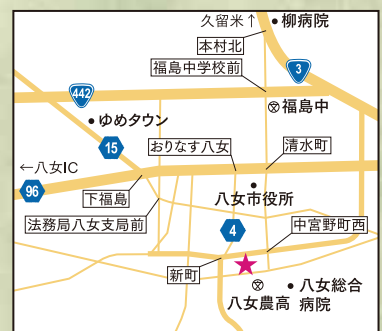 久留米↑
柳病院
本村北
福島中学校前
3
442
福島中
ゆめタウン
15
おりなす八女
清水町
←八女IC
96
下福島
八女市役所
法務局八女支局前
4
中宮野町西
新町
八女農高
八女総合
病院